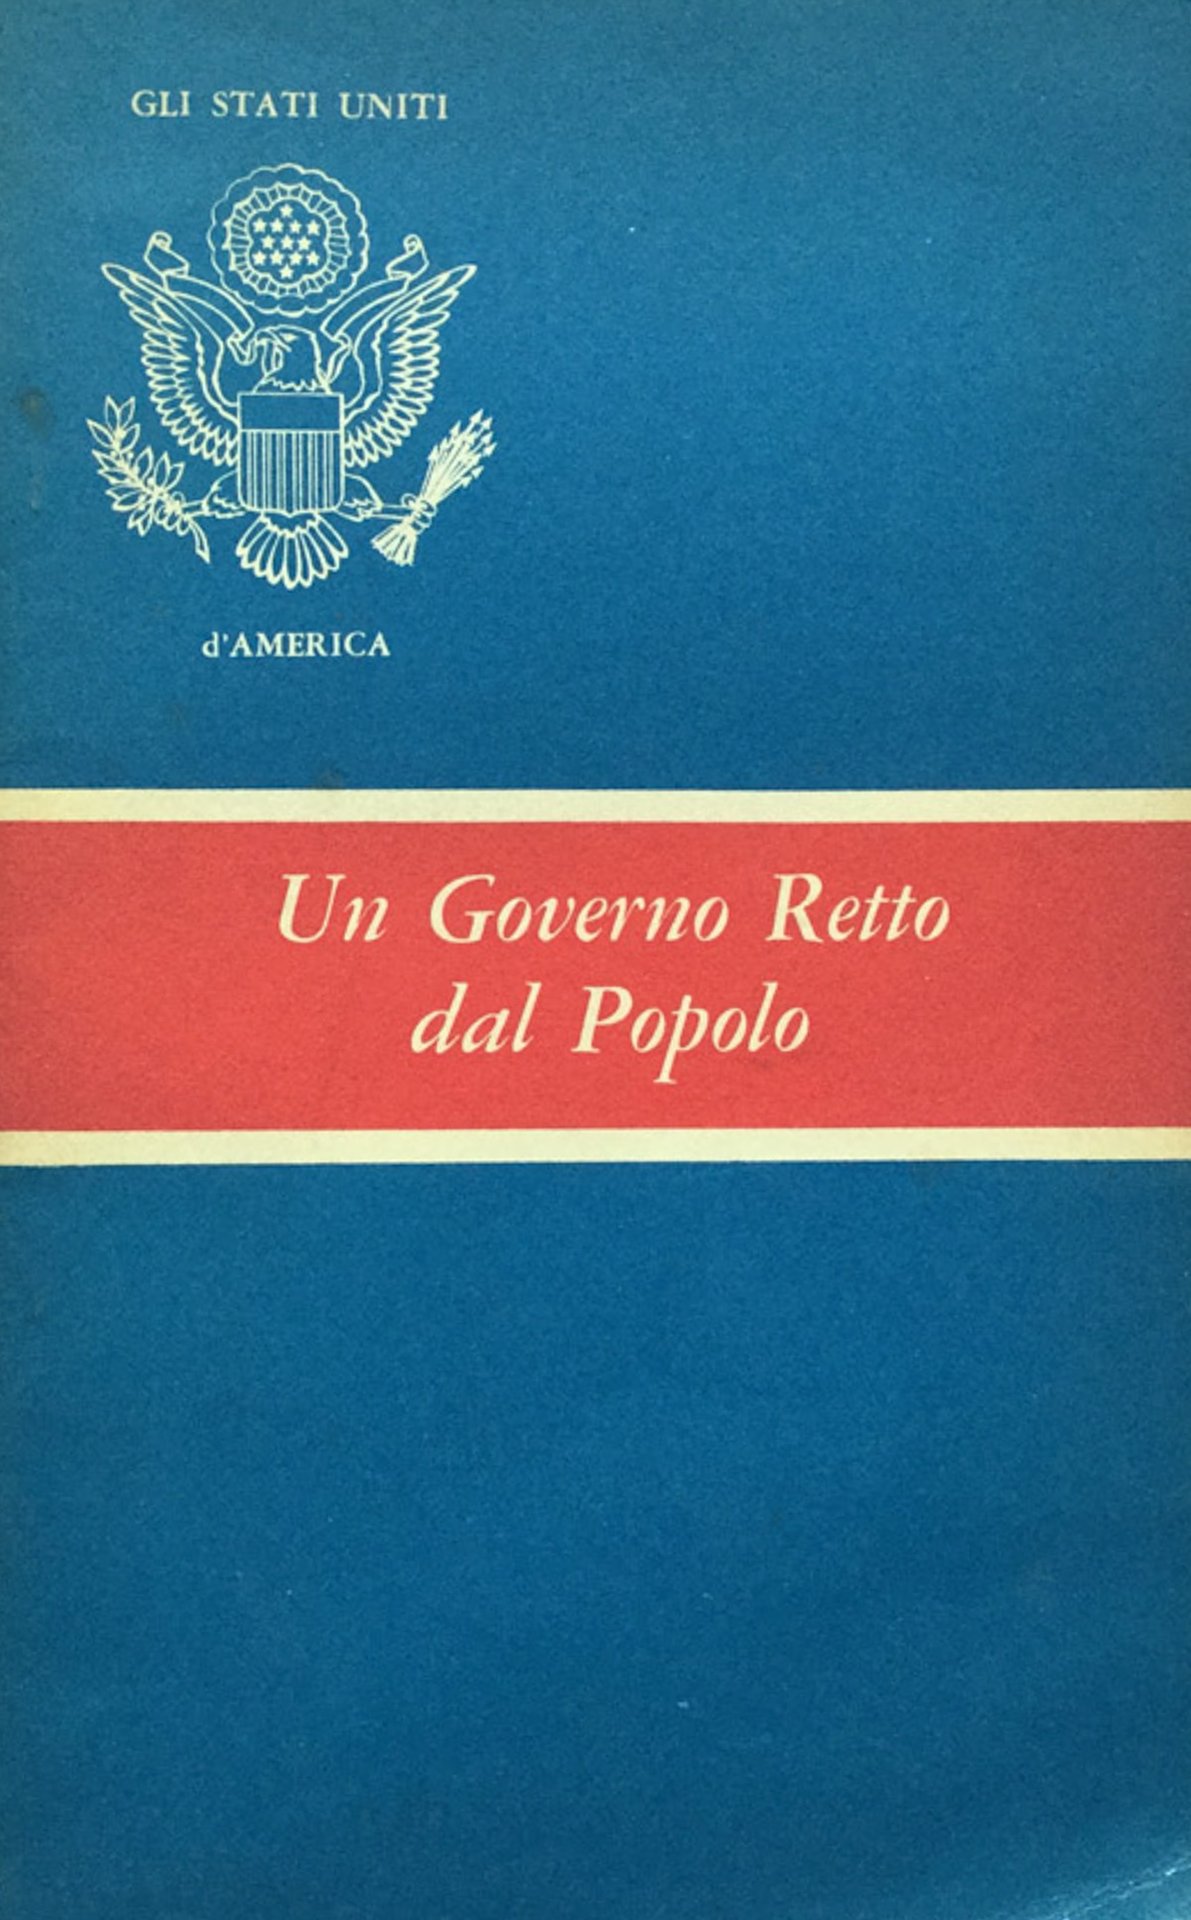 GLI STATI UNITI
d'AMERICA
Un Governo Retto
dal Popolo